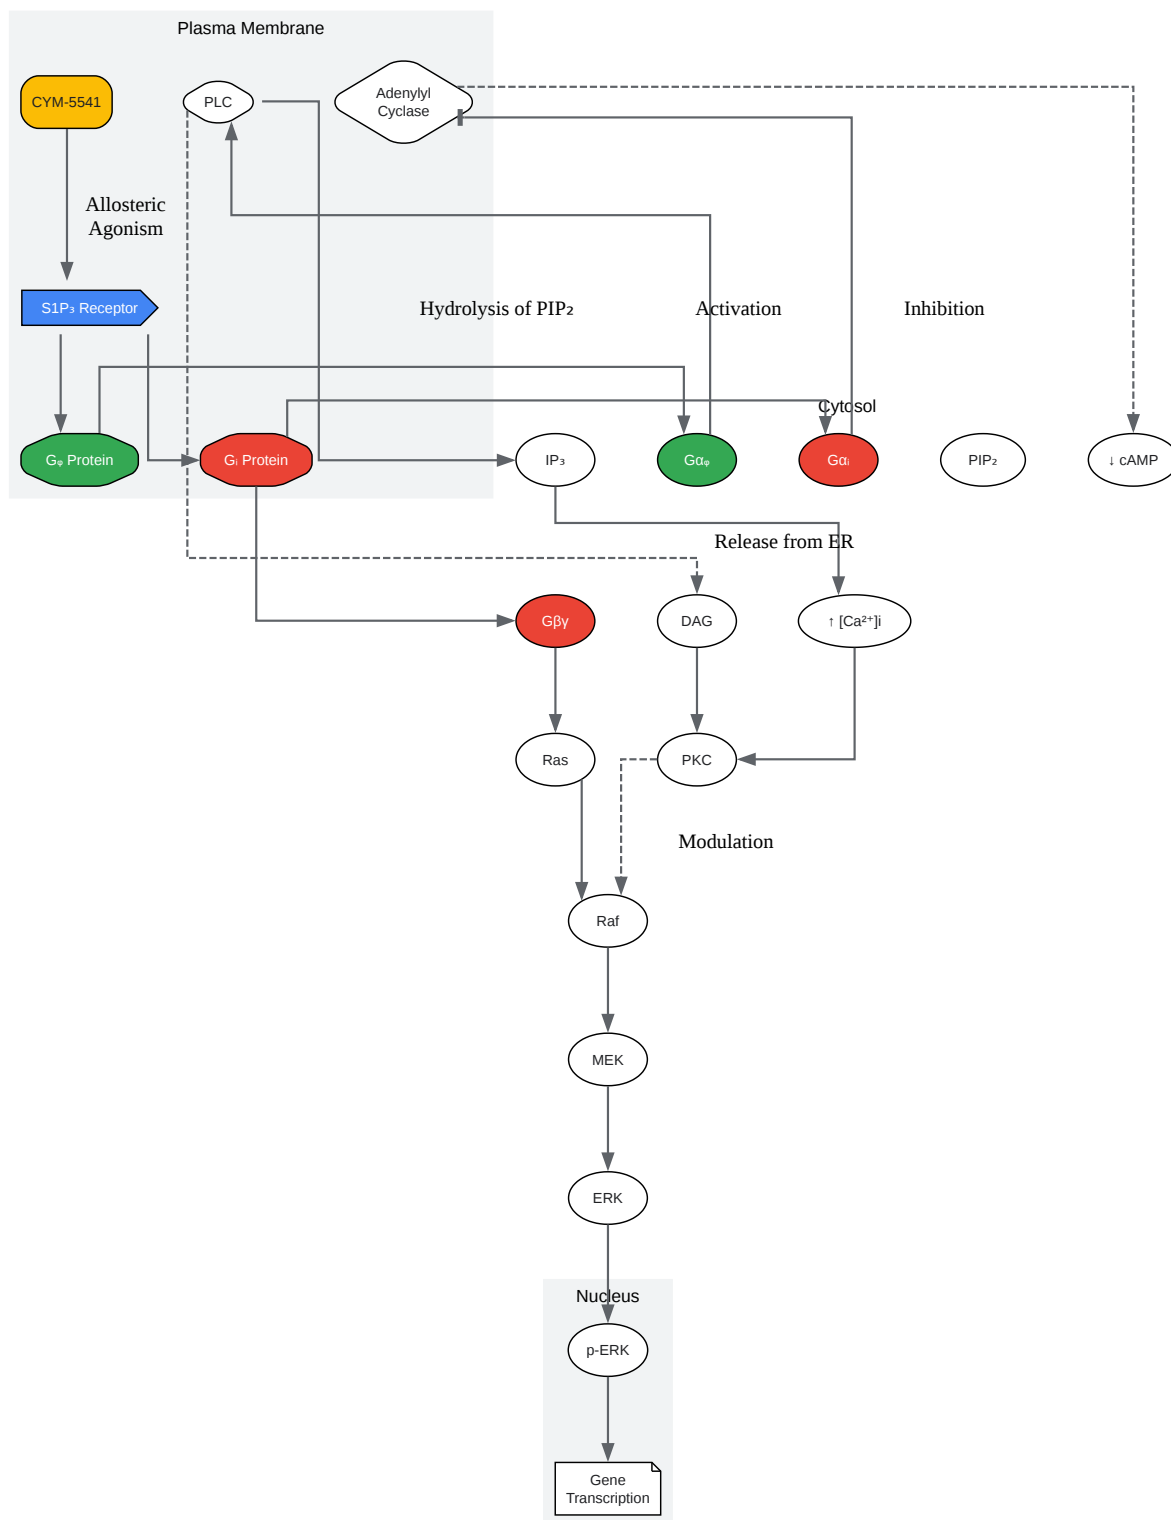 Plasma Membrane
CYM-5541
PLC
Adenylyl
Cyclase
Allosteric
Agonism
S1P₃ Receptor
Hydrolysis of PIP₂
Activation
Inhibition
Cytosol
Gᵩ Protein
Gᵢ Protein
IP₃
Gαᵩ
Gαᵢ
PIP₂
↓ cAMP
Release from ER
Gβγ
DAG
↑ [Ca²⁺]i
Ras
PKC
Modulation
Raf
MEK
ERK
Nucleus
p-ERK
Gene
Transcription